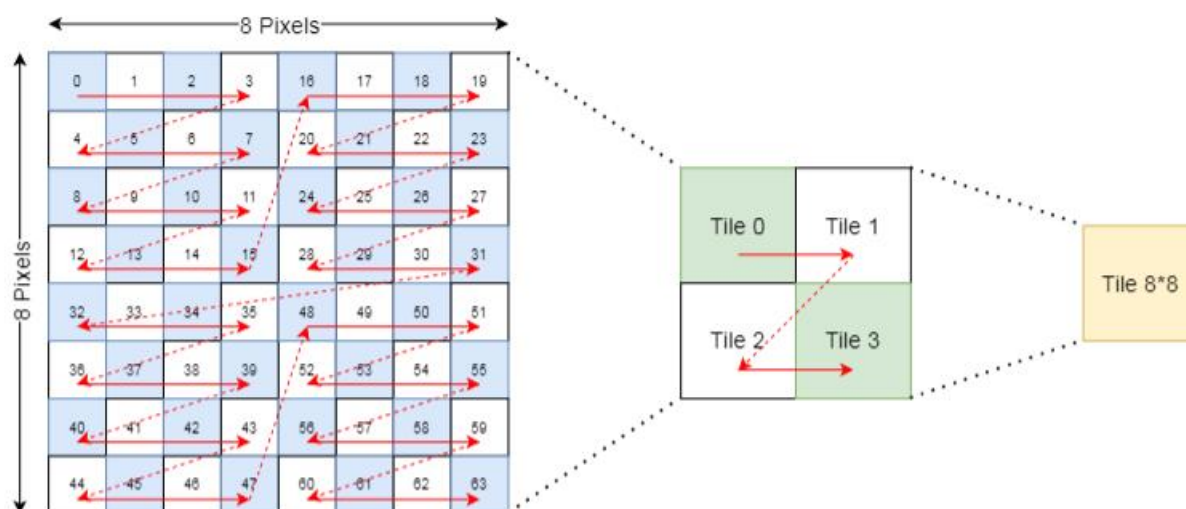 8 Pixels
8 Pixels
0 1 2 3 16 17 18 19
4 5 6 7 20 21 22 23
8 9 10 11 24 25 26 27
12 13 14 15 28 29 30 31
32 33 34 35 48 49 50 51
36 37 38 39 52 53 54 55
40 41 42 43 56 57 58 59
44 45 46 47 60 61 62 63
Tile 0 Tile 1
Tile 2 Tile 3
Tile 8*8